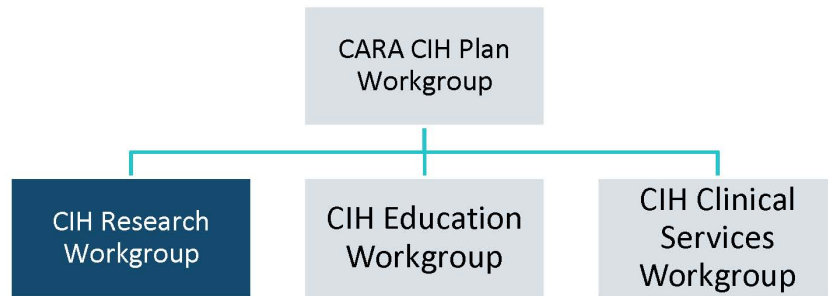 CARA CIH Plan
Workgroup
CIH Research
Workgroup
CIH Education
Workgroup
CIH Clinical
Services
Workgroup